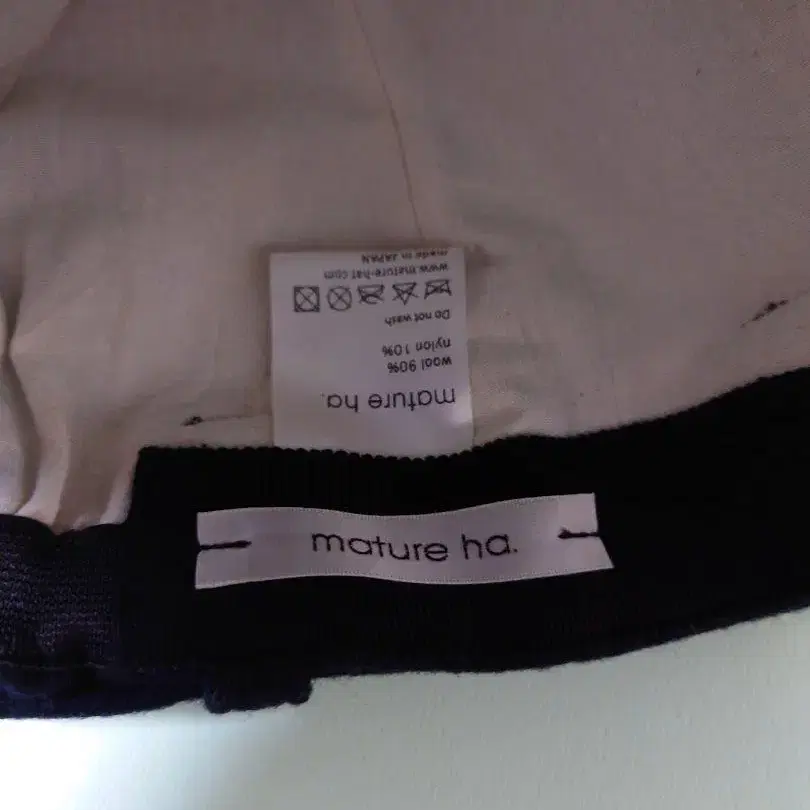 mature ha.
wool 90%
nylon 10%
Do not wash
www.mature-hat.com
made in JAPAN
mature ha.